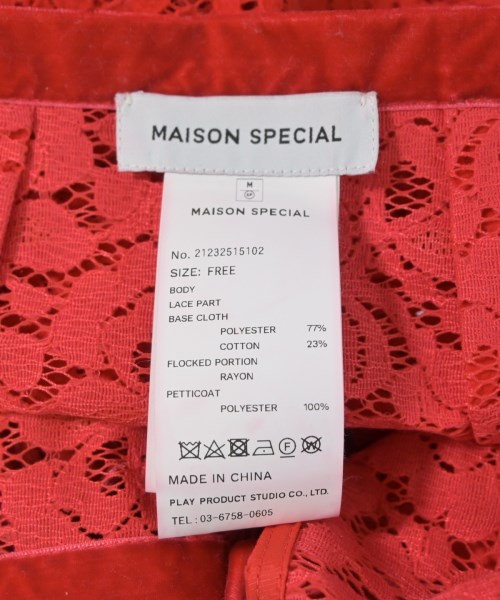 MAISON SPECIAL
M
SP
MAISON SPECIAL
No. 21232515102
SIZE: FREE
BODY
LACE PART
BASE CLOTH
POLYESTER 77%
COTTON 23%
FLOCKED PORTION
RAYON
PETTICOAT
POLYESTER 100%
F W
MADE IN CHINA
PLAY PRODUCT STUDIO CO., LTD.
TEL: 03-6758-0605